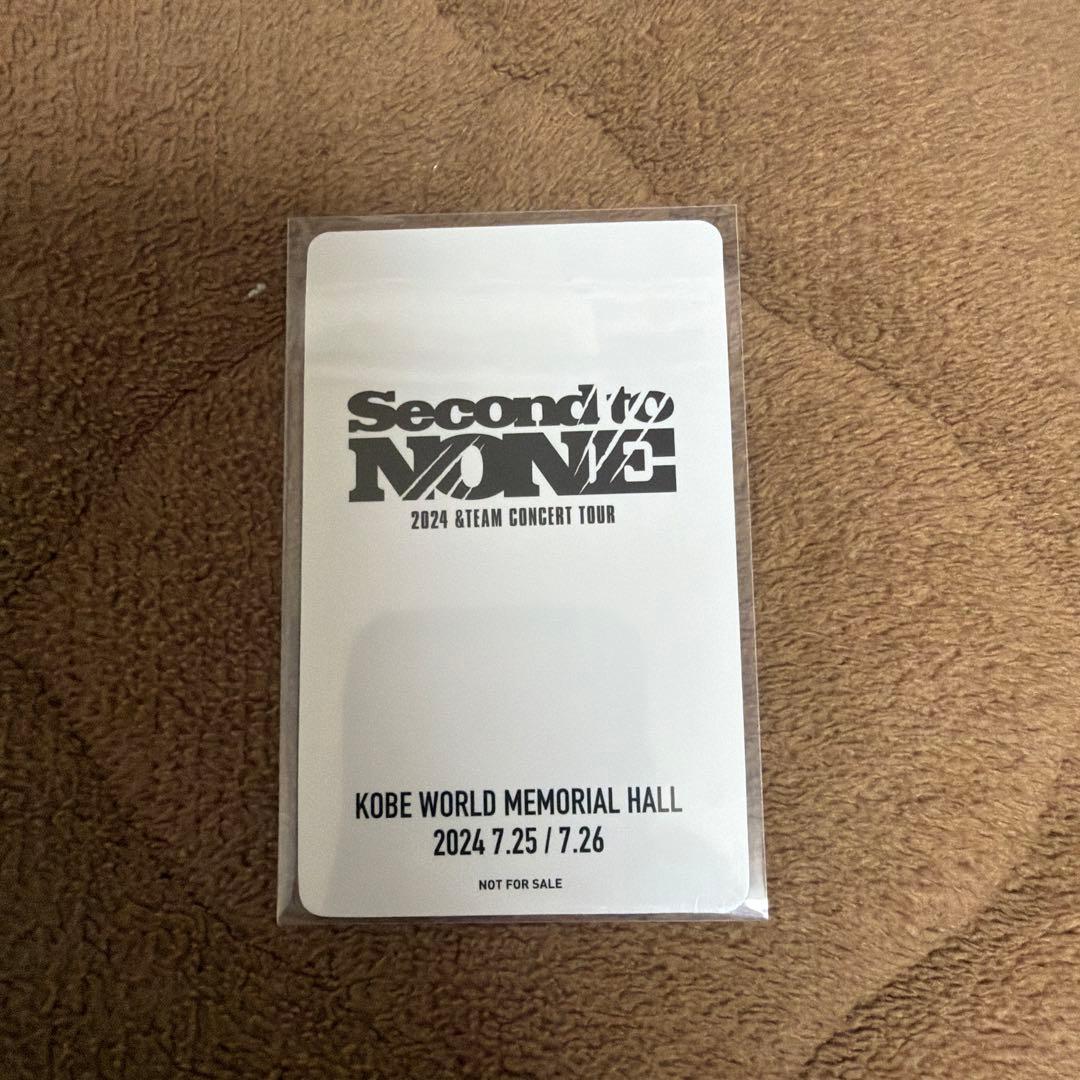 Second to
NONE
2024 &TEAM CONCERT TOUR
KOBE WORLD MEMORIAL HALL
2024 7.25 / 7.26
NOT FOR SALE